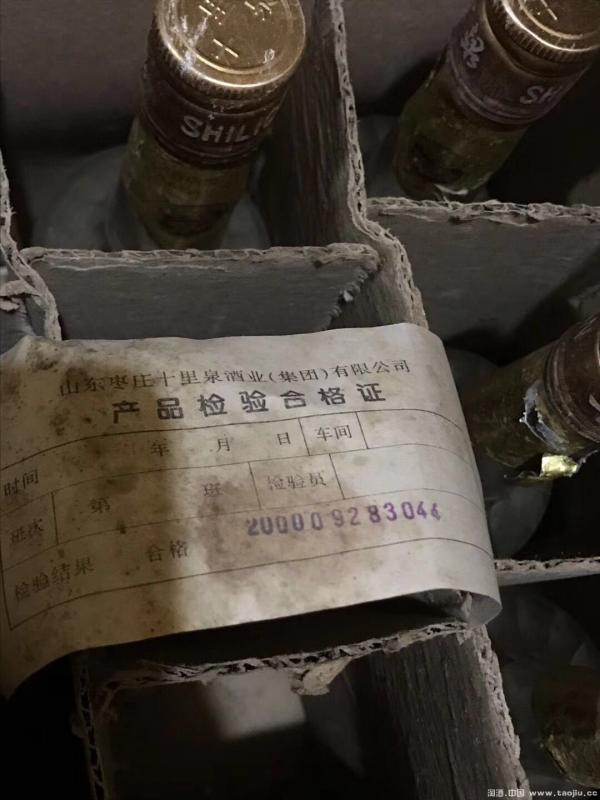 SHILI
SH
山东枣庄十里泉酒业(集团)有限公司
产品检验合格证
时间 年 月 日 车间
班次 第 班 检验员
检验结果 合格
200009283044
淘酒.中国 www.taojiu.cc